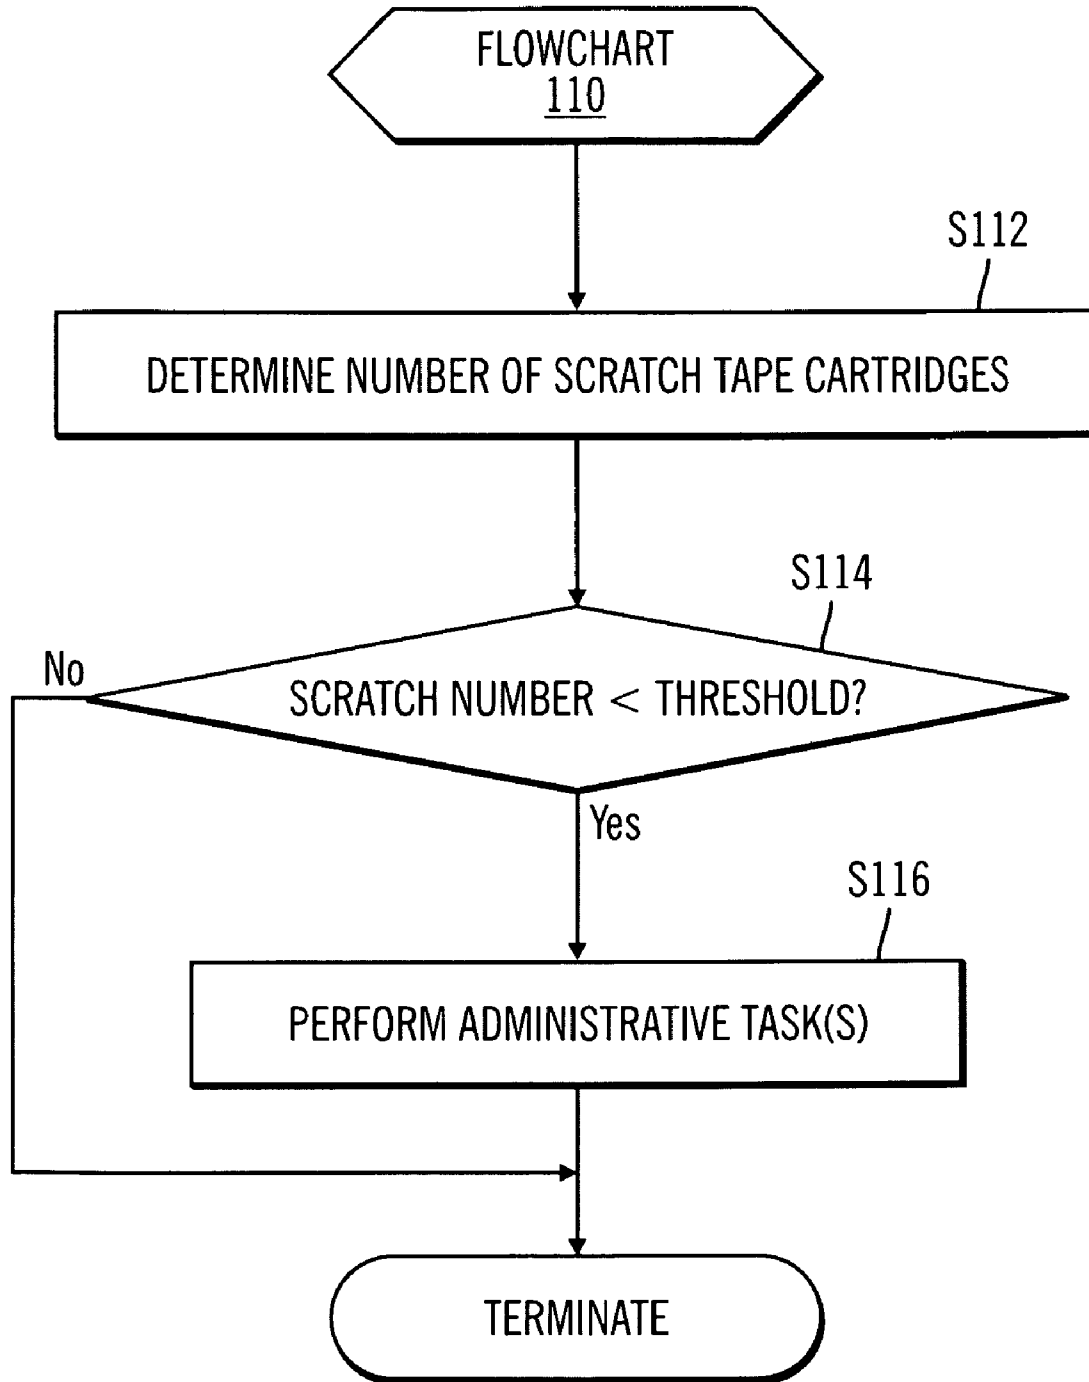 FLOWCHART
110
S112
DETERMINE NUMBER OF SCRATCH TAPE CARTRIDGES
S114
No
SCRATCH NUMBER < THRESHOLD?
Yes
S116
PERFORM ADMINISTRATIVE TASK(S)
TERMINATE